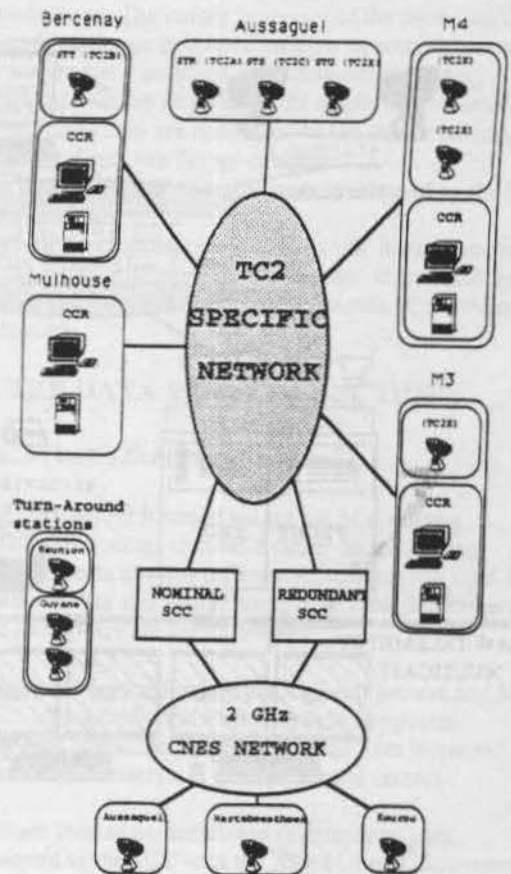 Bercenay
Aussaguel
M4
STT (TC2B)
STR (TC2A) STS (TC2C) STU (TC2X)
(TC2X)
(TC2X)
CCR
CCR
TC2
SPECIFIC
NETWORK
Mulhouse
CCR
M3
(TC2X)
CCR
Turn-Around
stations
Reunion
Guyane
NOMINAL
SCC
REDUNDANT
SCC
2 GHz
CNES NETWORK
Aussaguel
Kourou